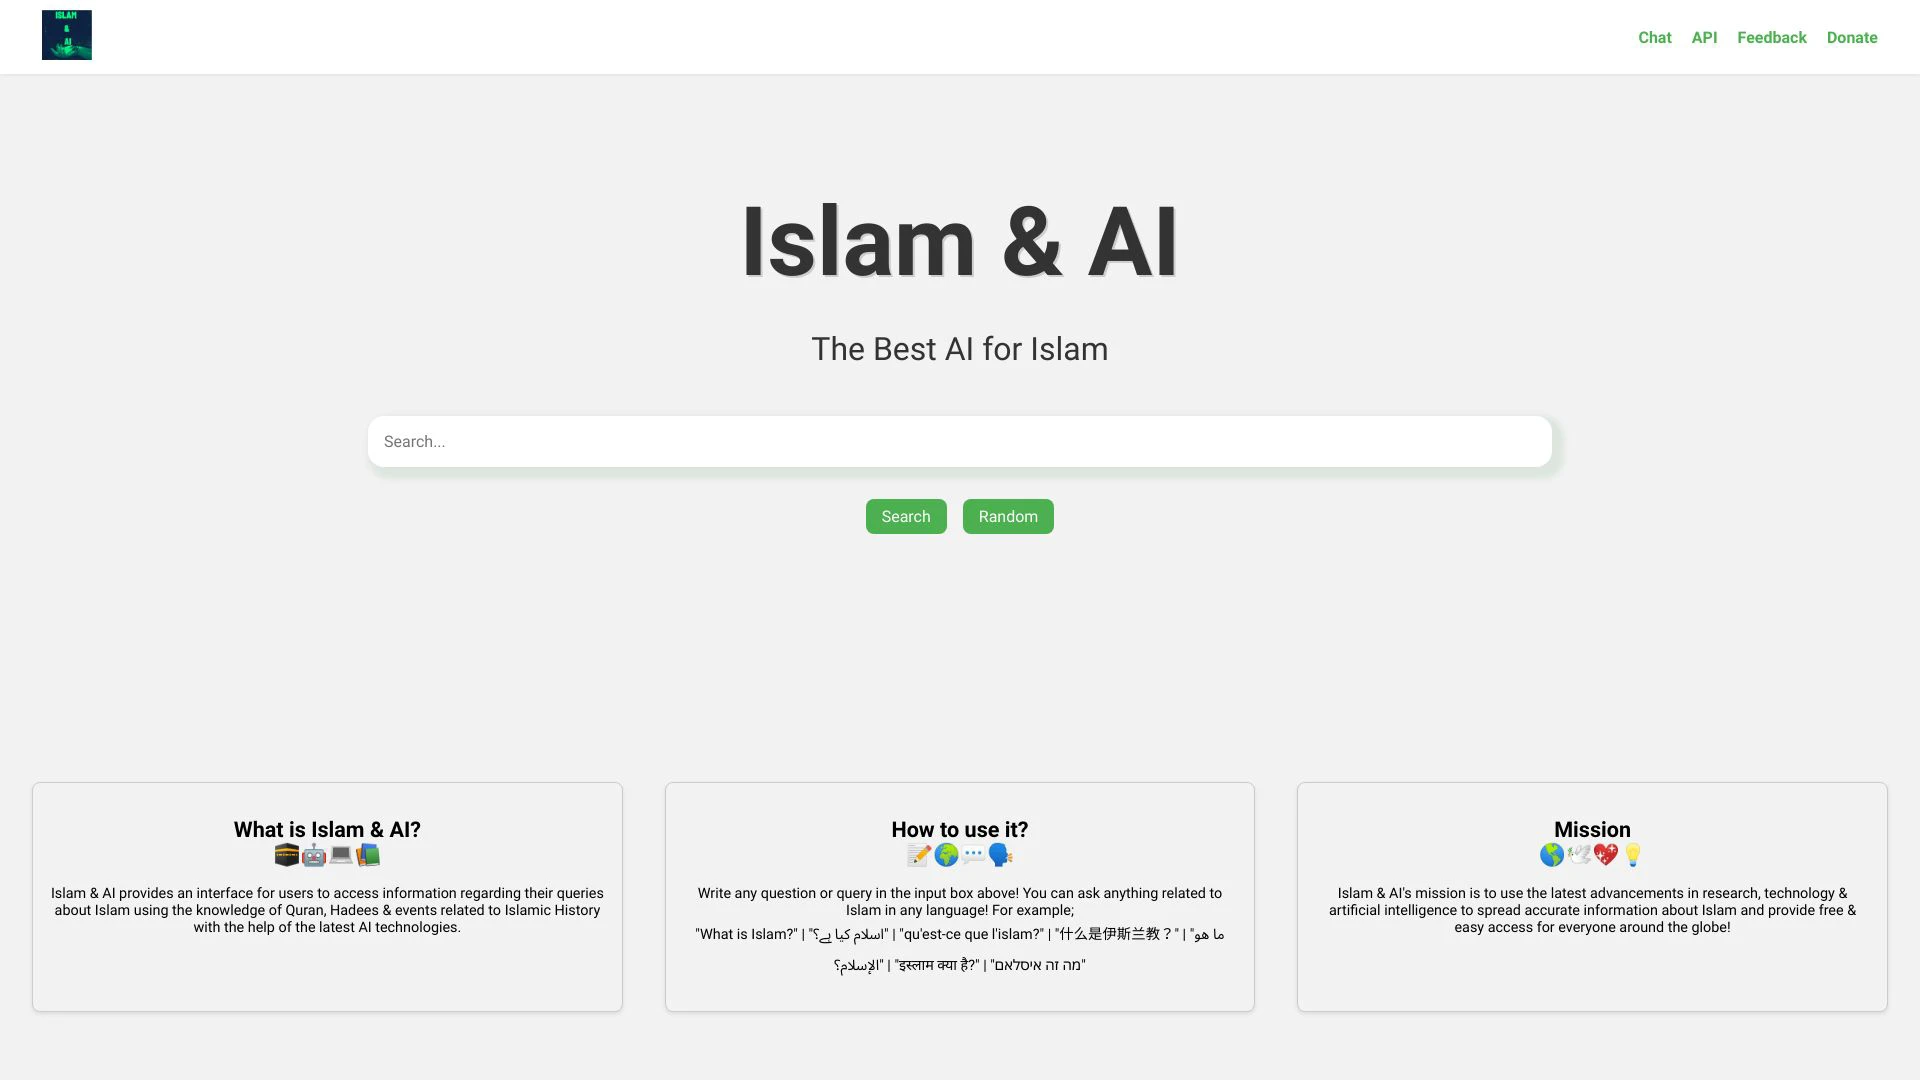 ISLAM
&
AI
Chat API Feedback Donate
Islam & AI
The Best AI for Islam
Search...
Search Random
What is Islam & AI?
🕋🤖💻📚
Islam & AI provides an interface for users to access information regarding their queries
about Islam using the knowledge of Quran, Hadees & events related to Islamic History
with the help of the latest AI technologies.
How to use it?
📝🌍💬🗣️
Write any question or query in the input box above! You can ask anything related to
Islam in any language! For example;
"What is Islam?" | "اسلام کیا ہے؟" | "qu'est-ce que l'islam?" | "什么是伊斯兰教？" | "ما هو
الإسلام؟" | "इस्लाम क्या है?" | "מה זה איסלאם"
Mission
🌎🕊️💖💡
Islam & AI's mission is to use the latest advancements in research, technology &
artificial intelligence to spread accurate information about Islam and provide free &
easy access for everyone around the globe!